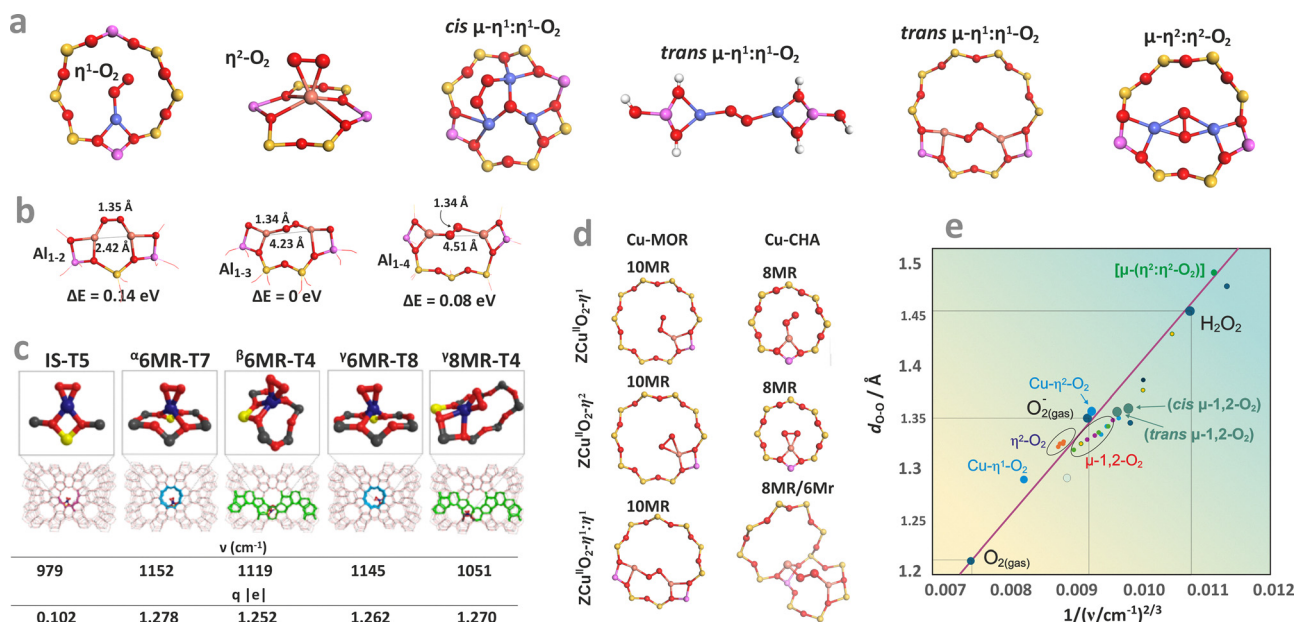 a
η¹-O₂
η²-O₂
cis μ-η¹:η¹-O₂
trans μ-η¹:η¹-O₂
trans μ-η¹:η¹-O₂
μ-η²:η²-O₂
b
1.35 Å
2.42 Å
Al₁₋₂
ΔE = 0.14 eV
1.34 Å
4.23 Å
Al₁₋₃
ΔE = 0 eV
1.34 Å
4.51 Å
Al₁₋₄
ΔE = 0.08 eV
c
IS-T5 ᵅ6MR-T7 ᵝ6MR-T4 ᵞ6MR-T8 ᵞ8MR-T4
ν (cm⁻¹)
979 1152 1119 1145 1051
q |e|
0.102 1.278 1.252 1.262 1.270
d
Cu-MOR Cu-CHA
10MR 8MR
ZCuᴵᴵO₂-η¹
10MR 8MR
ZCuᴵᴵO₂-η²
10MR 8MR/6Mr
ZCuᴵᴵO₂-η¹:η¹
e
d_O-O / Å
1.5
1.45
1.4
1.35
1.3
1.25
1.2
[μ-(η²:η²-O₂)]
H₂O₂
Cu-η²-O₂
O₂⁻(gas)
(cis μ-1,2-O₂)
(trans μ-1,2-O₂)
η²-O₂
μ-1,2-O₂
Cu-η¹-O₂
O₂(gas)
0.007 0.008 0.009 0.010 0.011 0.012
1/(ν/cm⁻¹)²ᐟ³